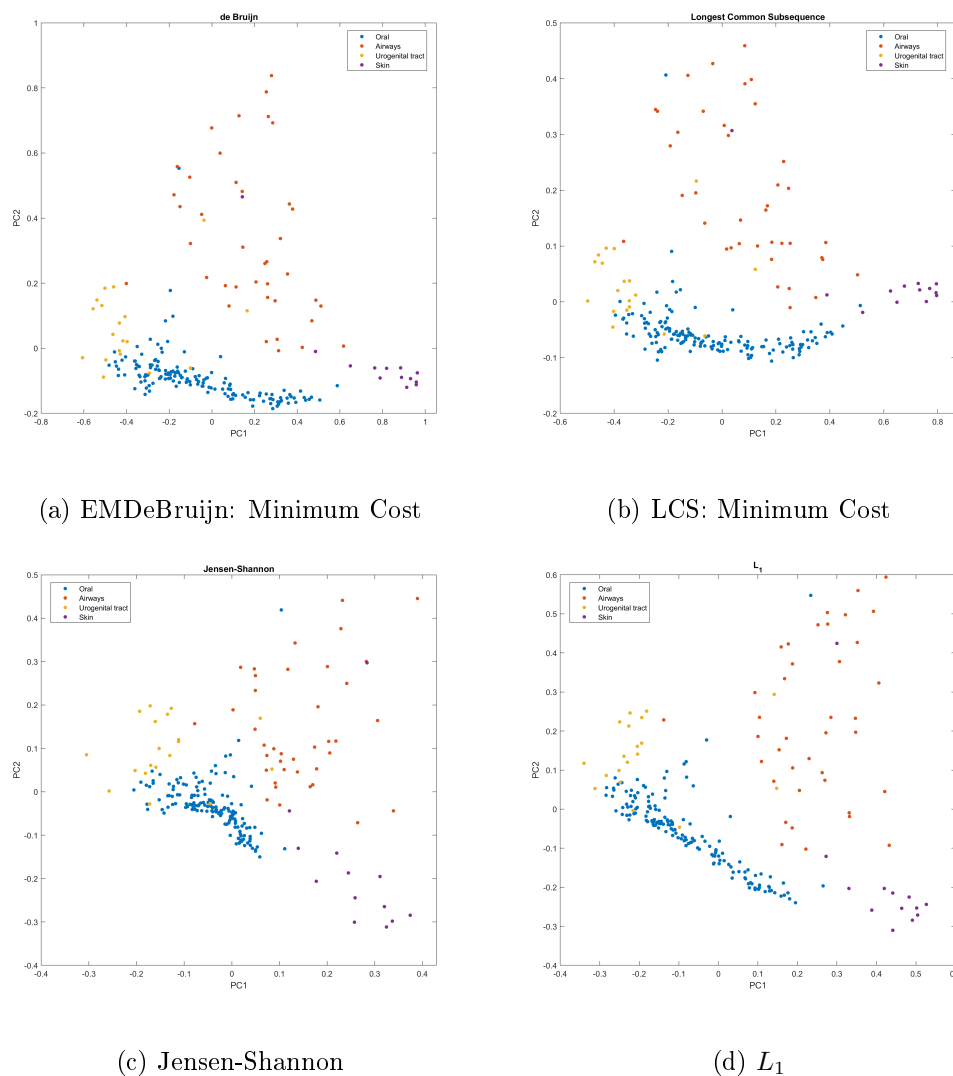 de Bruijn
1
0.8
0.6
0.4
0.2
0
-0.2
PC2
-0.8
-0.6
-0.4
-0.2
0
0.2
0.4
0.6
0.8
1
PC1
Oral
Airways
Urogenital tract
Skin
(a) EMDeBruijn: Minimum Cost
Longest Common Subsequence
0.5
0.4
0.3
0.2
0.1
0
-0.1
-0.2
PC2
-0.6
-0.4
-0.2
0
0.2
0.4
0.6
0.8
PC1
Oral
Airways
Urogenital tract
Skin
(b) LCS: Minimum Cost
Jensen-Shannon
0.5
0.4
0.3
0.2
0.1
0
-0.1
-0.2
-0.3
-0.4
PC2
-0.4
-0.3
-0.2
-0.1
0
0.1
0.2
0.3
0.4
PC1
Oral
Airways
Urogenital tract
Skin
(c) Jensen-Shannon
L1
0.6
0.5
0.4
0.3
0.2
0.1
0
-0.1
-0.2
-0.3
-0.4
PC2
-0.4
-0.3
-0.2
-0.1
0
0.1
0.2
0.3
0.4
0.5
PC1
Oral
Airways
Urogenital tract
Skin
(d) L1